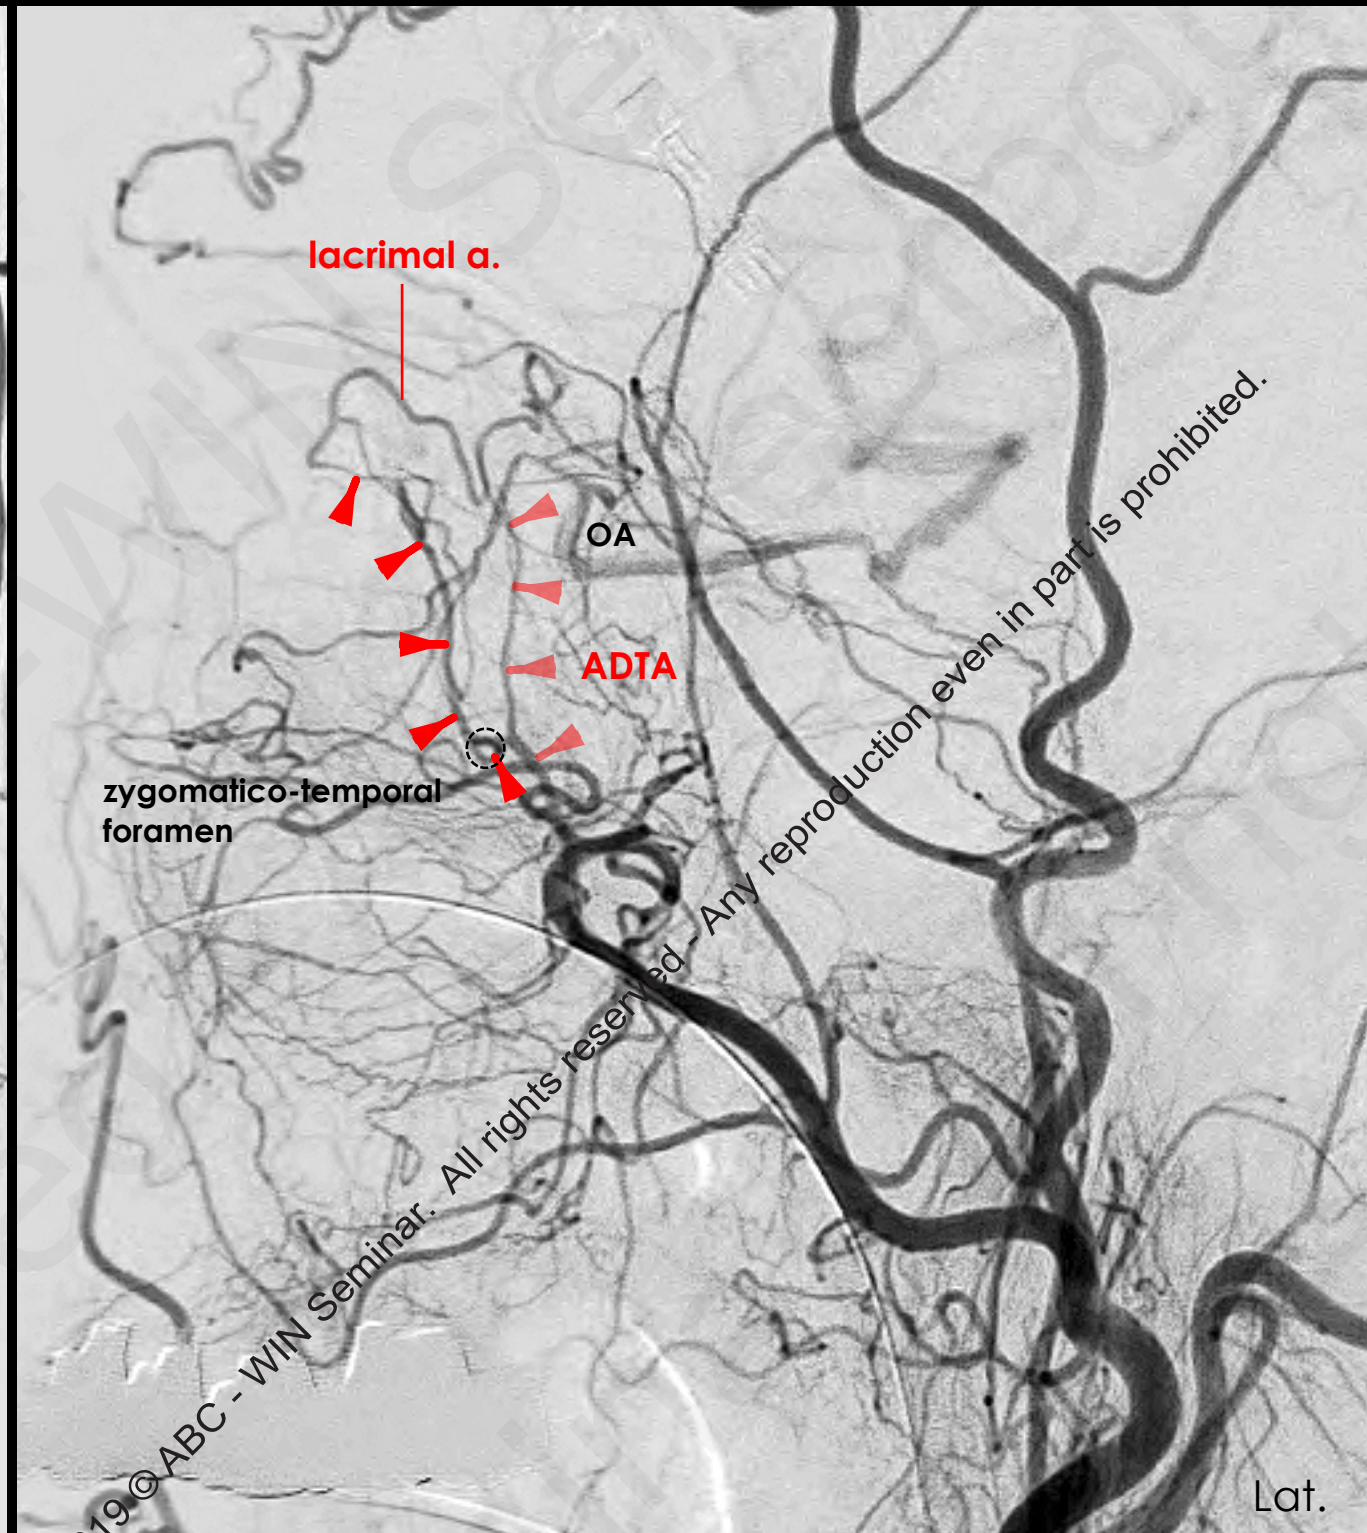 lacrimal a.
OA
ADTA
zygomatico-temporal
foramen
19 © ABC - WIN Seminar. All rights reserved - Any reproduction even in part is prohibited.
Lat.